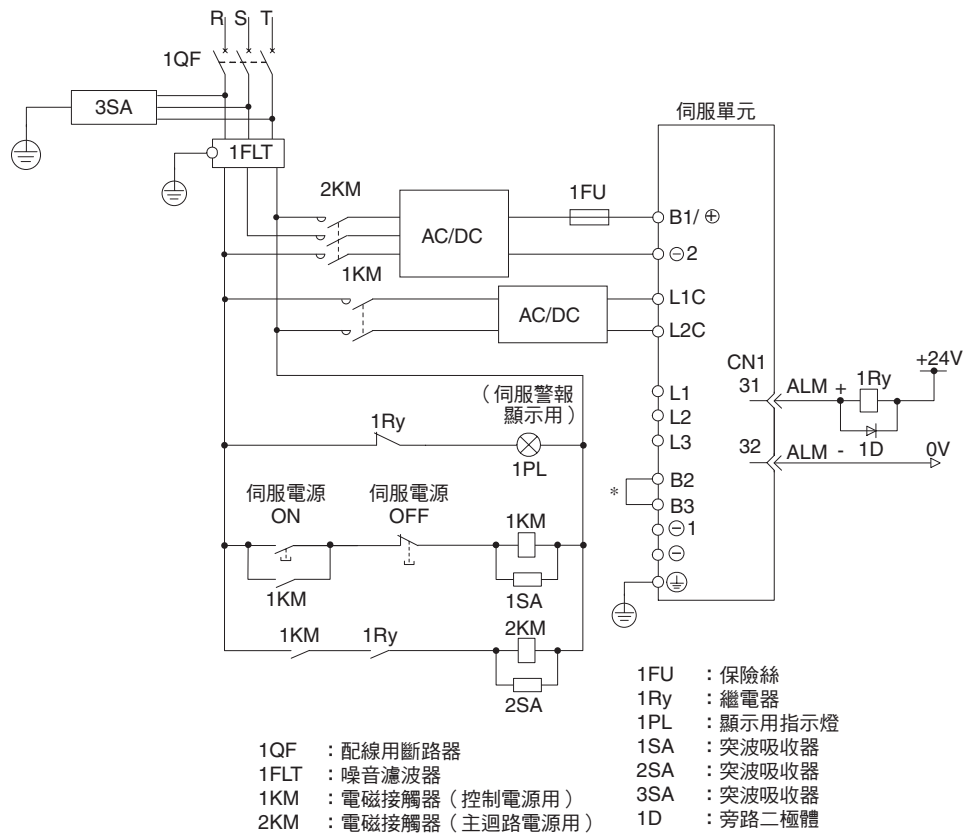 R S T
1QF
3SA
1FLT
伺服單元
2KM
1FU
B1/ ⊕
AC/DC
⊖2
1KM
L1C
AC/DC
L2C
CN1
+24V
31 ALM + 1Ry
(伺服警報
顯示用)
L1
1Ry
L2
L3
1PL
32 ALM - 1D 0V
B2
*
B3
伺服電源
ON
伺服電源
OFF
1KM
⊖1
⊖
1KM
1SA
1KM 1Ry 2KM
2SA
1FU :保險絲
1Ry :繼電器
1PL :顯示用指示燈
1SA :突波吸收器
2SA :突波吸收器
3SA :突波吸收器
1D :旁路二極體
1QF :配線用斷路器
1FLT :噪音濾波器
1KM :電磁接觸器(控制電源用)
2KM :電磁接觸器(主迴路電源用)